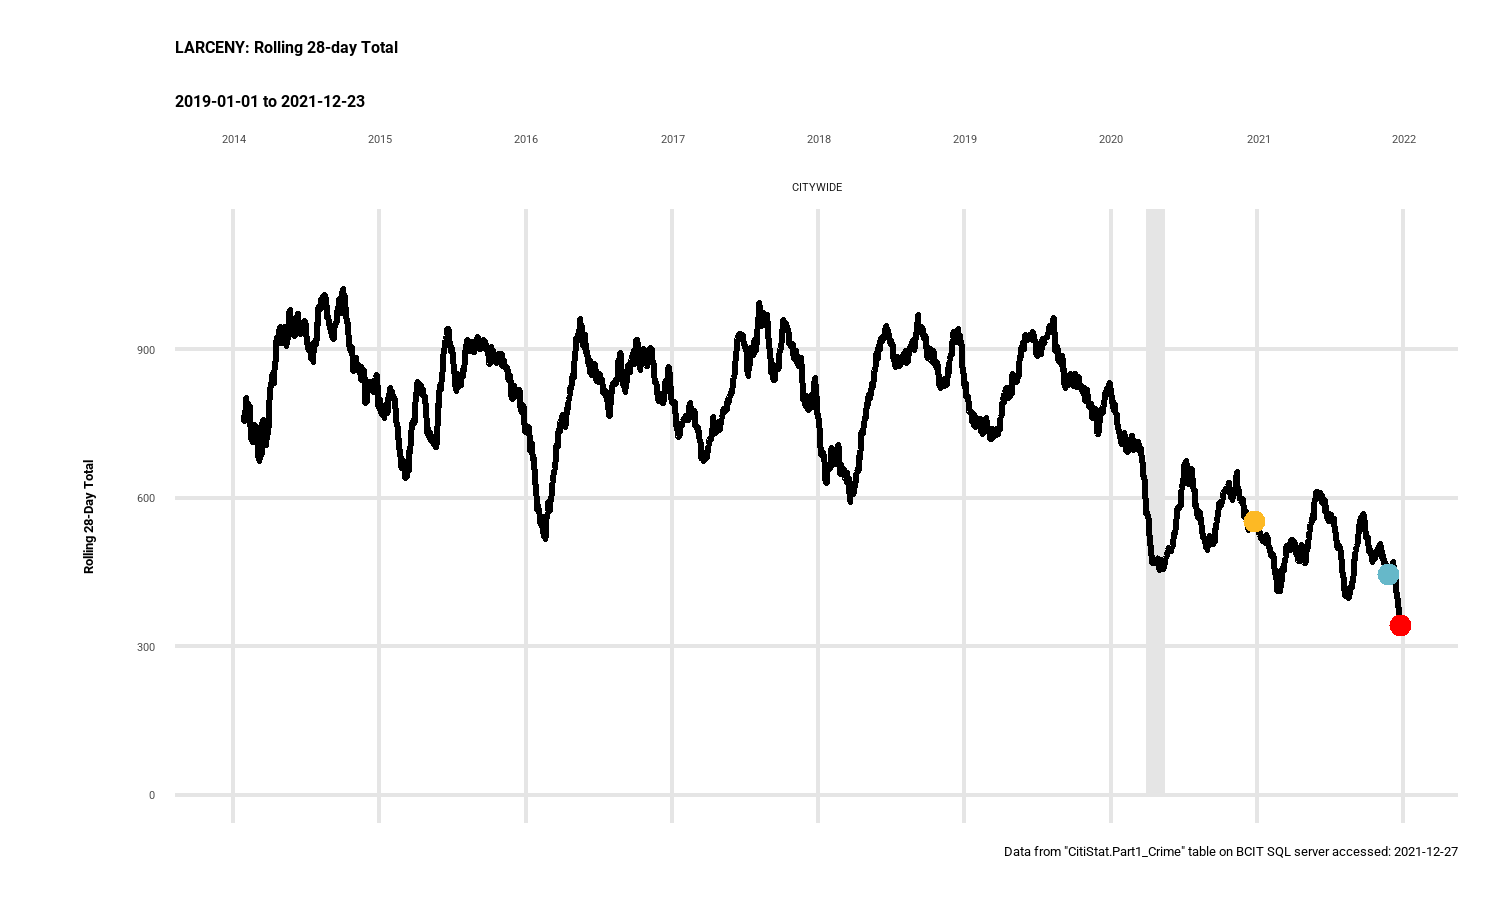 LARCENY: Rolling 28-day Total
2019-01-01 to 2021-12-23
2014 2015 2016 2017 2018 2019 2020 2021 2022
CITYWIDE
900
600
300
0
Rolling 28-Day Total
Data from "CitiStat.Part1_Crime" table on BCIT SQL server accessed: 2021-12-27